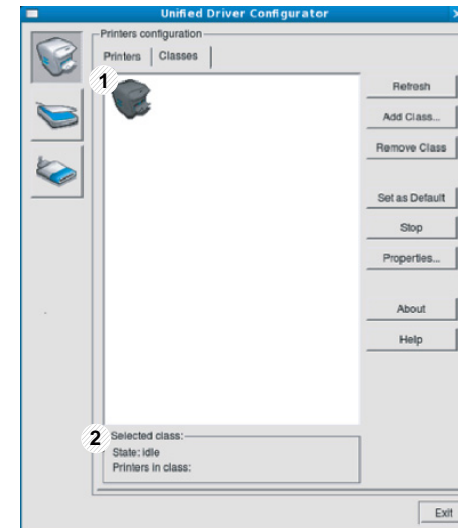 Unified Driver Configurator
Printers configuration
Printers Classes
1
Refresh
Add Class...
Remove Class
Set as Default
Stop
Properties...
About
Help
2
Selected class:
State: idle
Printers in class:
Exit